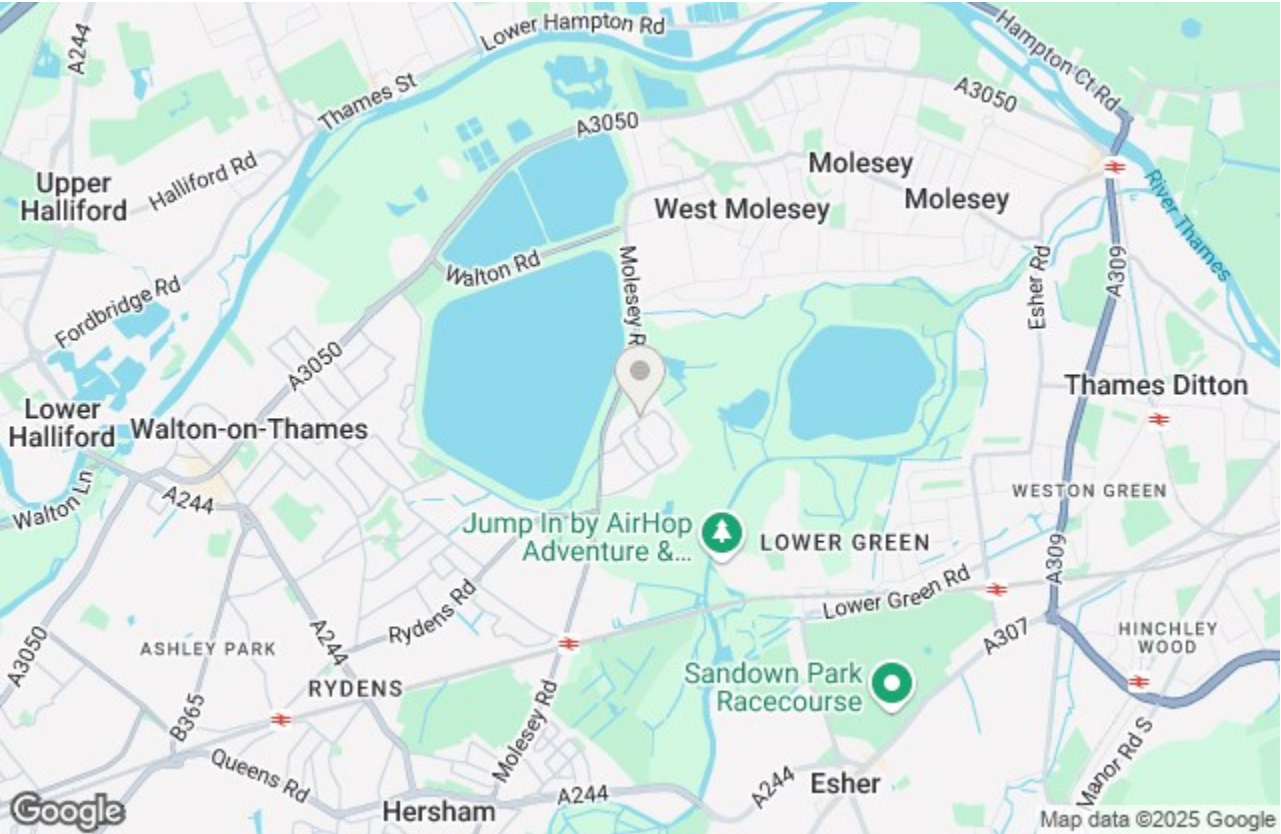 A244
Lower Hampton Rd
Hampton Ct Rd
Thames St
A3050
A3050
Halliford Rd
Upper
Halliford
Molesey
Molesey
West Molesey
River Thames
Walton Rd
Molesey R
Esher Rd
A309
Fordbridge Rd
A3050
Thames Ditton
Lower
Halliford
Walton-on-Thames
Walton Ln
A244
WESTON GREEN
Jump In by AirHop
Adventure &...
LOWER GREEN
A309
Lower Green Rd
Rydens Rd
A3050
ASHLEY PARK
A244
A307
HINCHLEY
WOOD
RYDENS
Sandown Park
Racecourse
B365
Molesey Rd
Queens Rd
Manor Rd S
Hersham
A244
A244
Esher
Google
Map data ©2025 Google